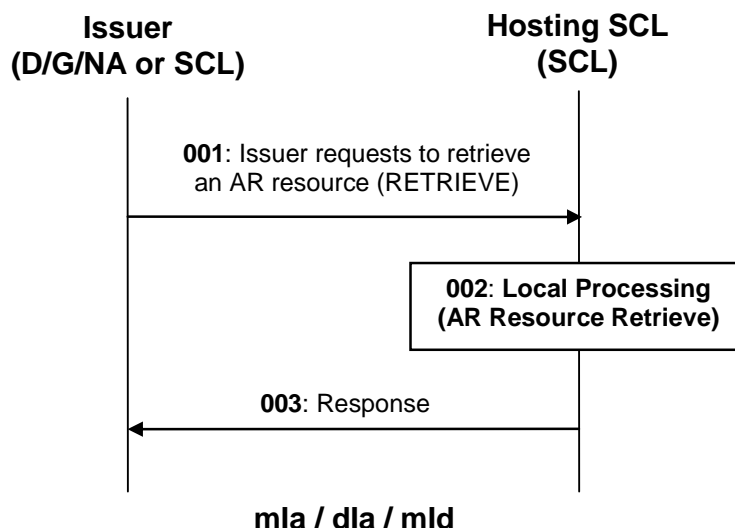 Issuer
(D/G/NA or SCL)
Hosting SCL
(SCL)
001: Issuer requests to retrieve
an AR resource (RETRIEVE)
002: Local Processing
(AR Resource Retrieve)
003: Response
mIa / dIa / mId